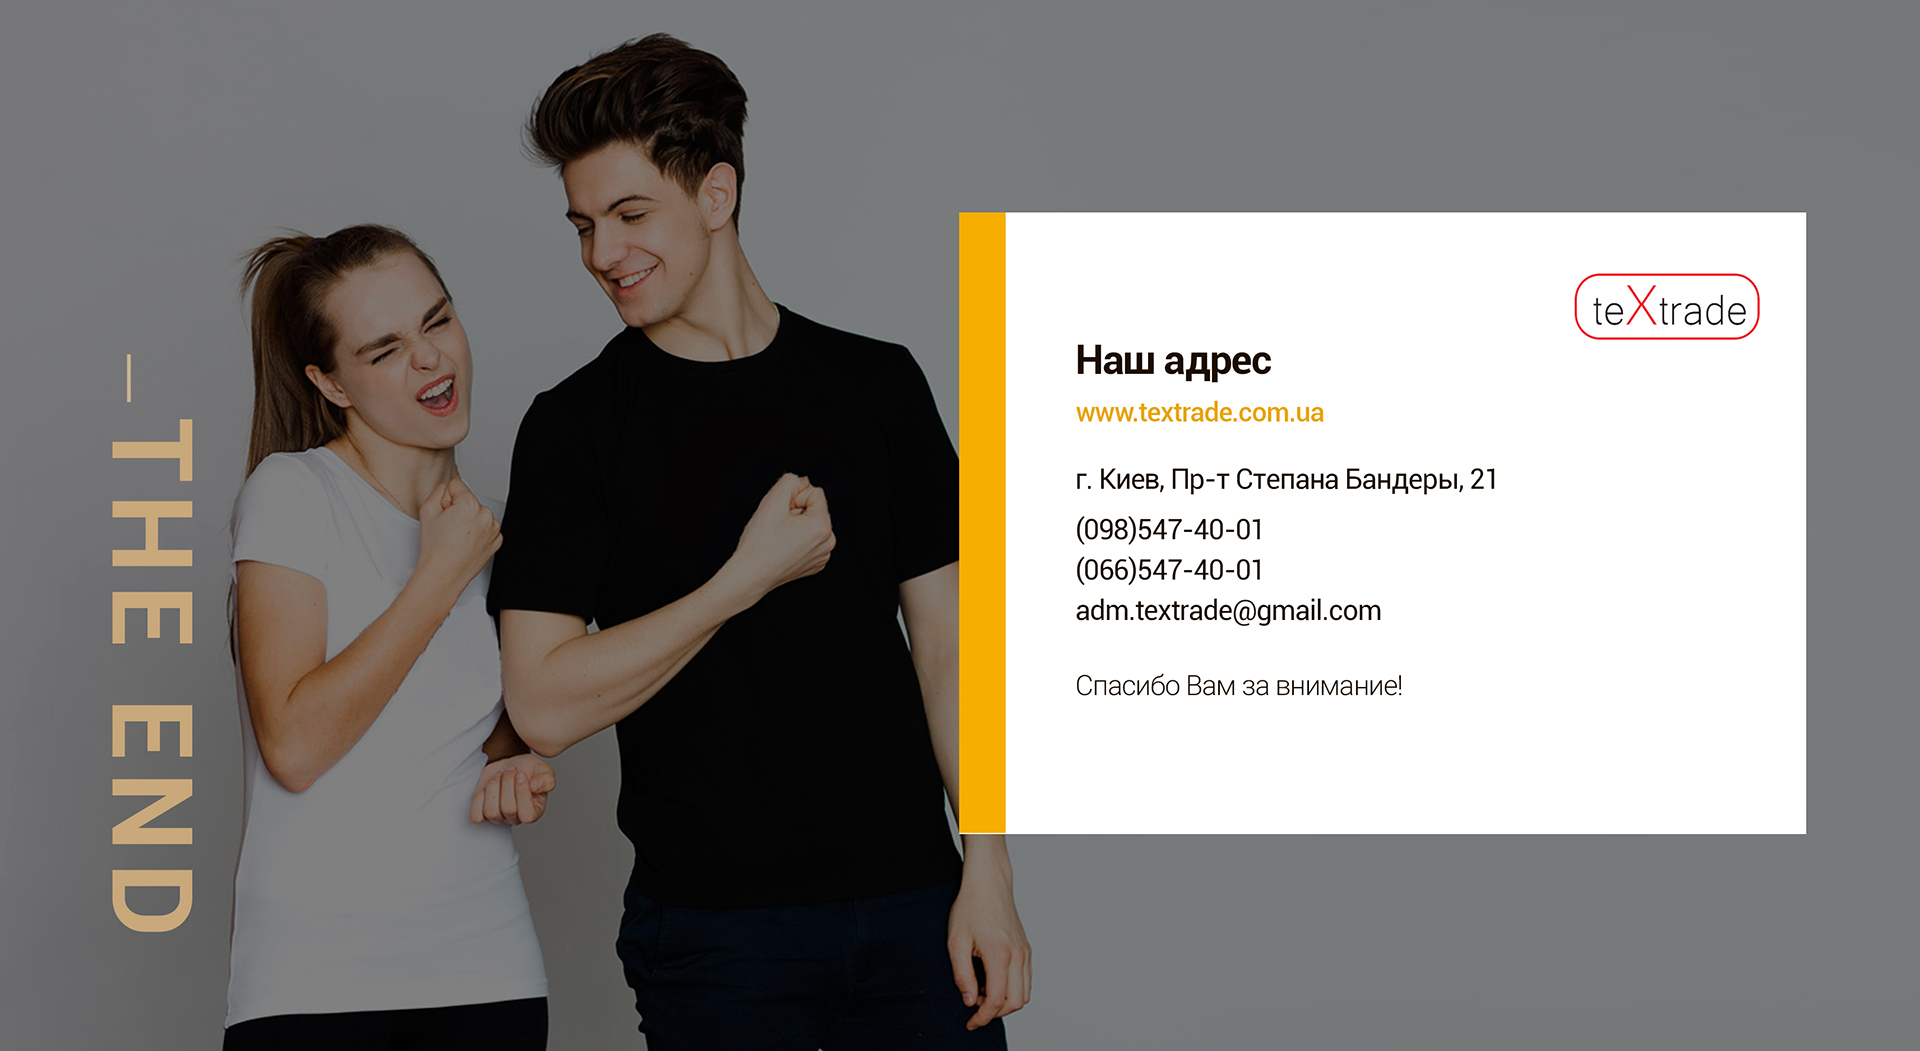 _THE END
teXtrade
Наш адрес
www.textrade.com.ua
г. Киев, Пр-т Степана Бандеры, 21
(098)547-40-01
(066)547-40-01
adm.textrade@gmail.com
Спасибо Вам за внимание!